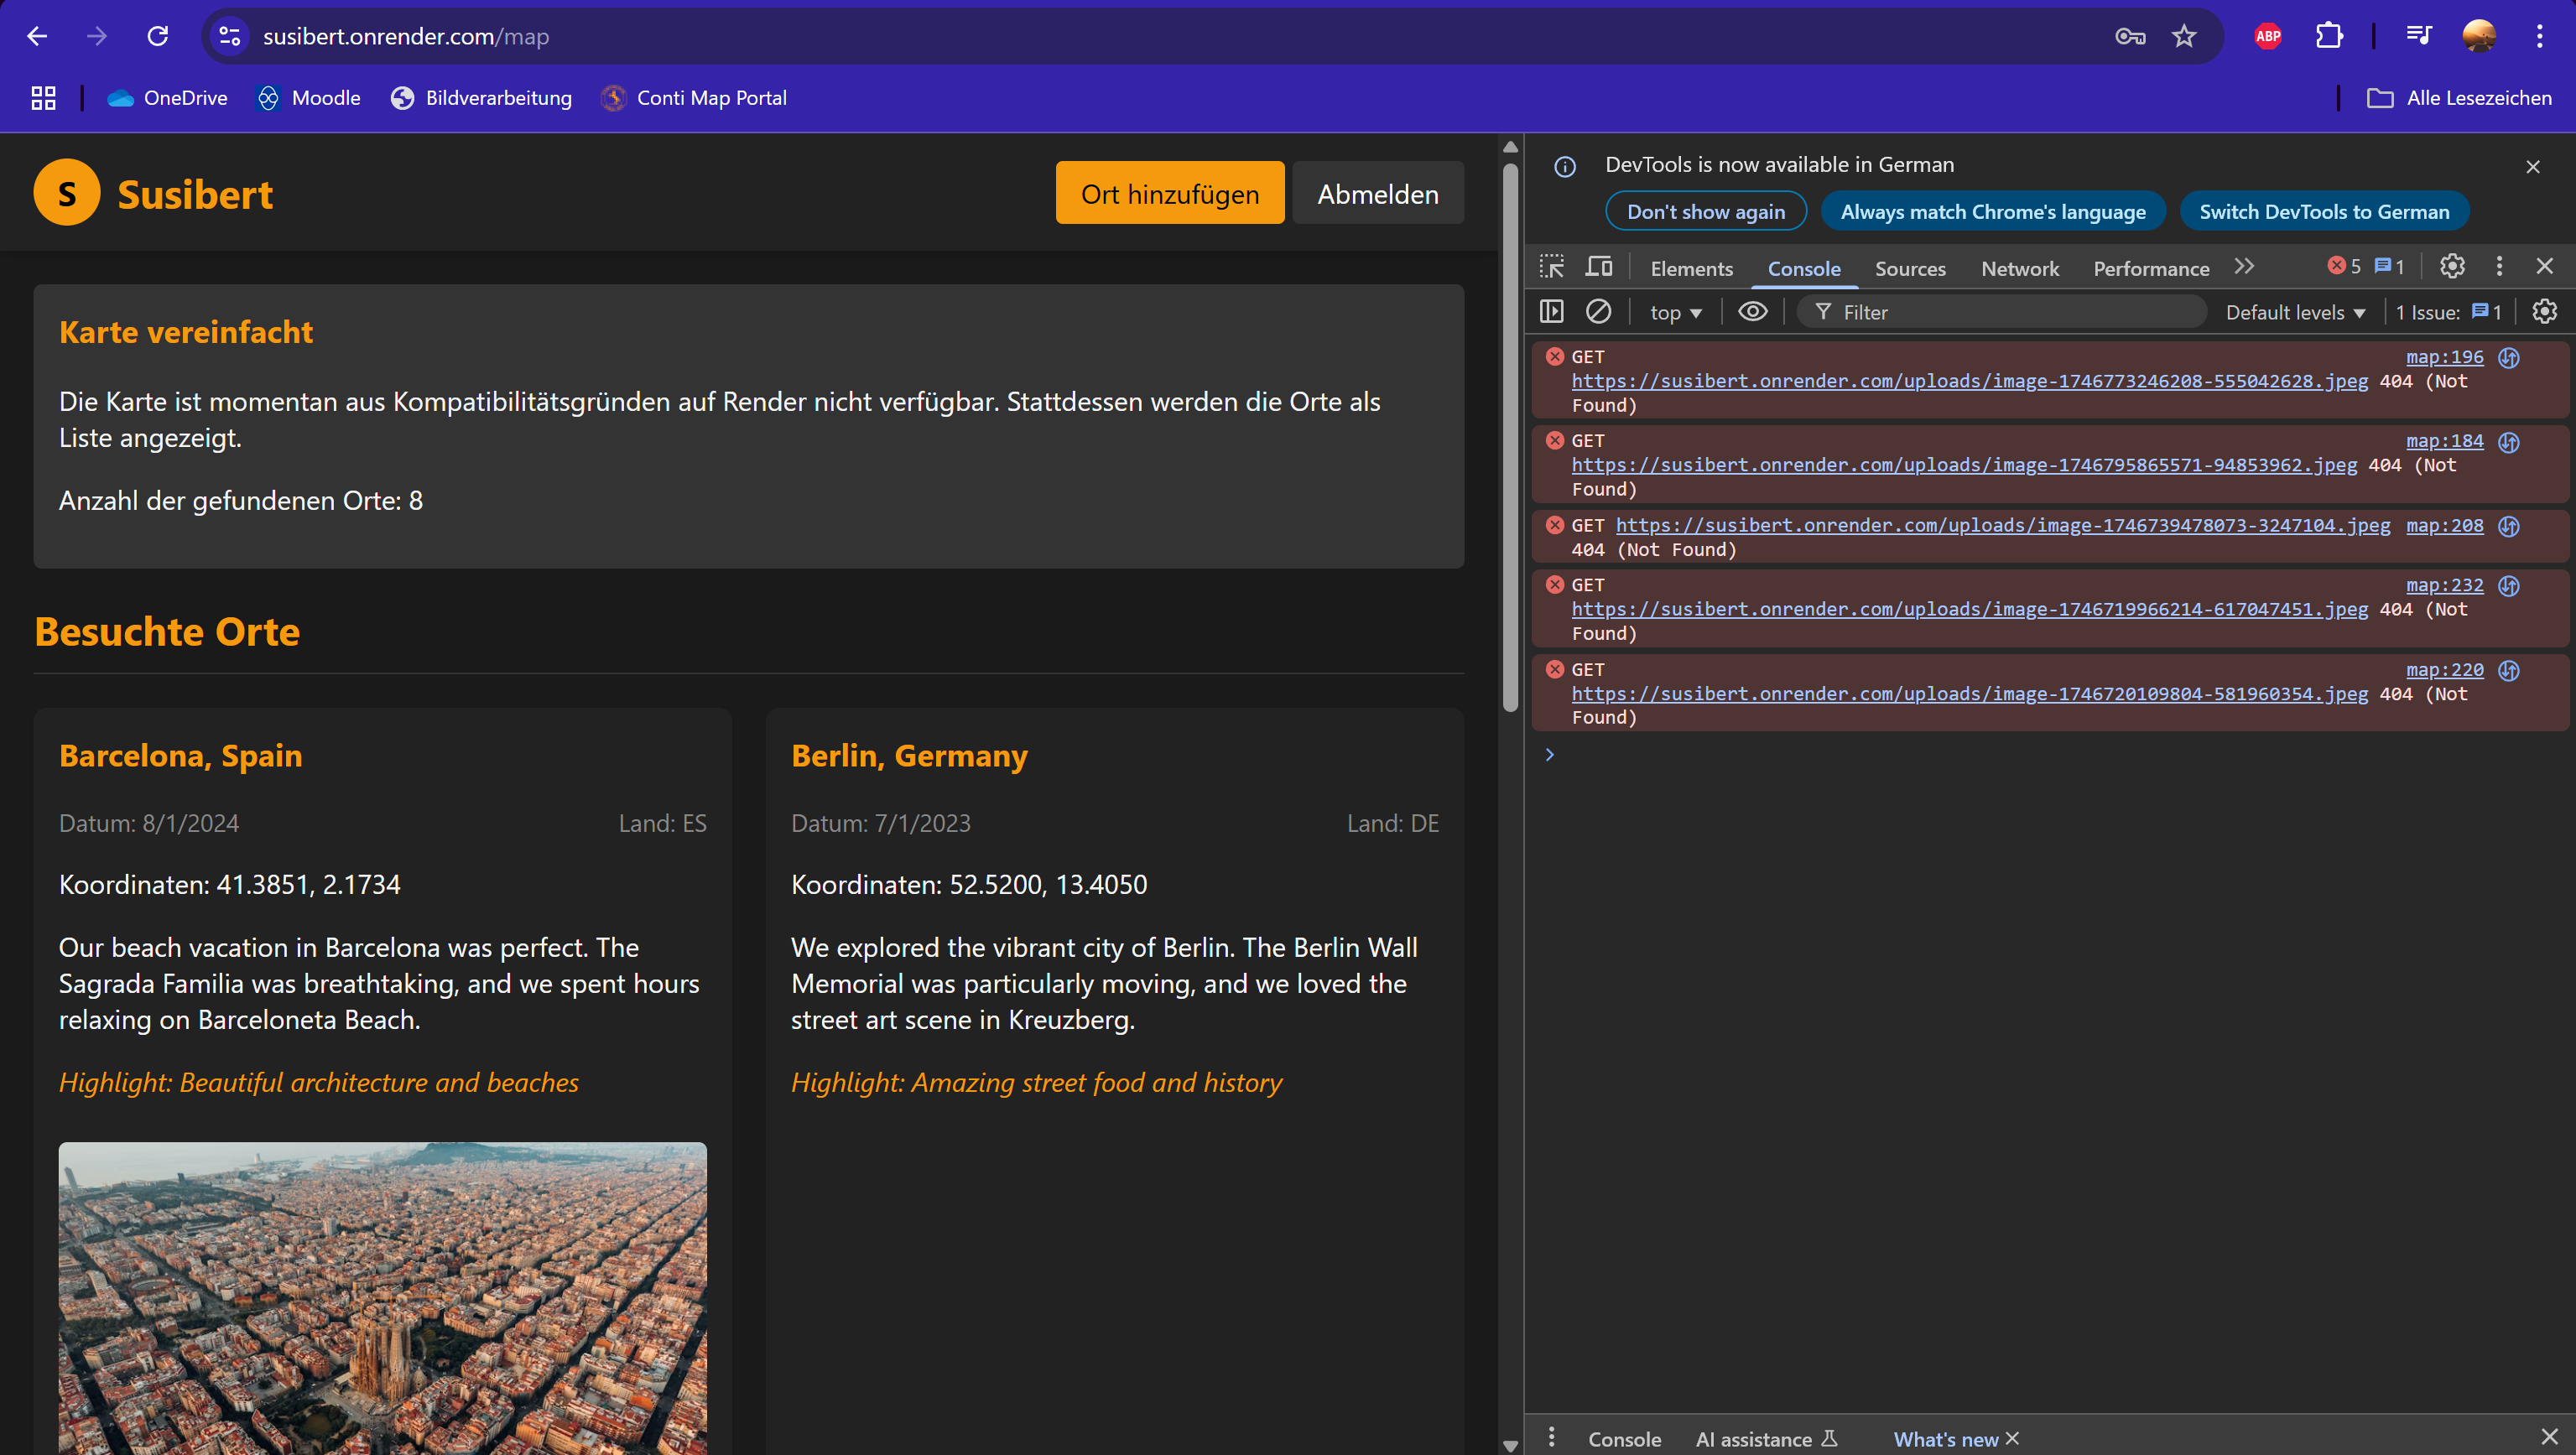 susibert.onrender.com/map
ABP
OneDrive
Moodle
Bildverarbeitung
Conti Map Portal
Alle Lesezeichen
S
Susibert
Ort hinzufügen
Abmelden
Karte vereinfacht
Die Karte ist momentan aus Kompatibilitätsgründen auf Render nicht verfügbar. Stattdessen werden die Orte als
Liste angezeigt.
Anzahl der gefundenen Orte: 8
Besuchte Orte
Barcelona, Spain
Datum: 8/1/2024
Land: ES
Koordinaten: 41.3851, 2.1734
Our beach vacation in Barcelona was perfect. The
Sagrada Familia was breathtaking, and we spent hours
relaxing on Barceloneta Beach.
Highlight: Beautiful architecture and beaches
Berlin, Germany
Datum: 7/1/2023
Land: DE
Koordinaten: 52.5200, 13.4050
We explored the vibrant city of Berlin. The Berlin Wall
Memorial was particularly moving, and we loved the
street art scene in Kreuzberg.
Highlight: Amazing street food and history
DevTools is now available in German
Don't show again
Always match Chrome's language
Switch DevTools to German
Elements
Console
Sources
Network
Performance
5
1
top
Filter
Default levels
1 Issue: 1
GET map:196
https://susibert.onrender.com/uploads/image-1746773246208-555042628.jpeg 404 (Not
Found)
GET map:184
https://susibert.onrender.com/uploads/image-1746795865571-94853962.jpeg 404 (Not
Found)
GET https://susibert.onrender.com/uploads/image-1746739478073-3247104.jpeg map:208
404 (Not Found)
GET map:232
https://susibert.onrender.com/uploads/image-1746719966214-617047451.jpeg 404 (Not
Found)
GET map:220
https://susibert.onrender.com/uploads/image-1746720109804-581960354.jpeg 404 (Not
Found)
Console
AI assistance
What's new